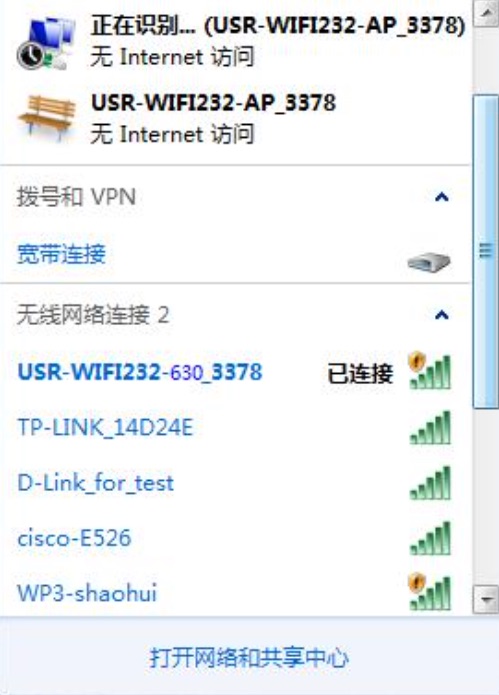 正在识别... (USR-WIFI232-AP_3378)
无 Internet 访问
USR-WIFI232-AP_3378
无 Internet 访问
拨号和 VPN
宽带连接
无线网络连接 2
USR-WIFI232-630_3378 已连接
TP-LINK_14D24E
D-Link_for_test
cisco-E526
WP3-shaohui
打开网络和共享中心